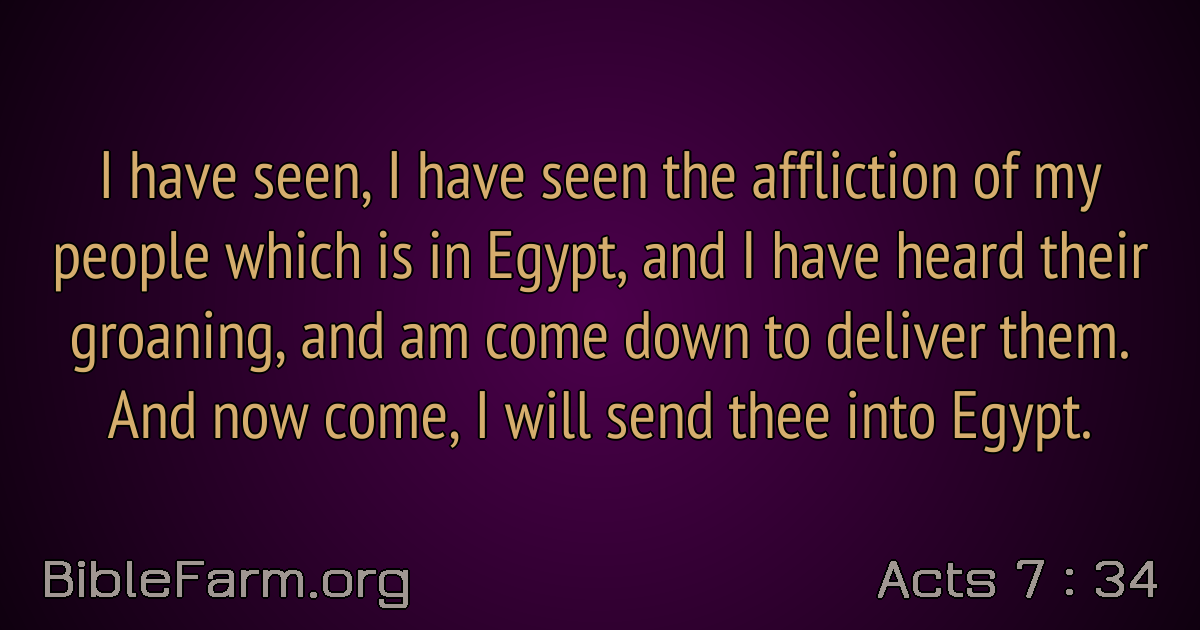 I have seen, I have seen the affliction of my
people which is in Egypt, and I have heard their
groaning, and am come down to deliver them.
And now come, I will send thee into Egypt.
BibleFarm.org
Acts 7 : 34